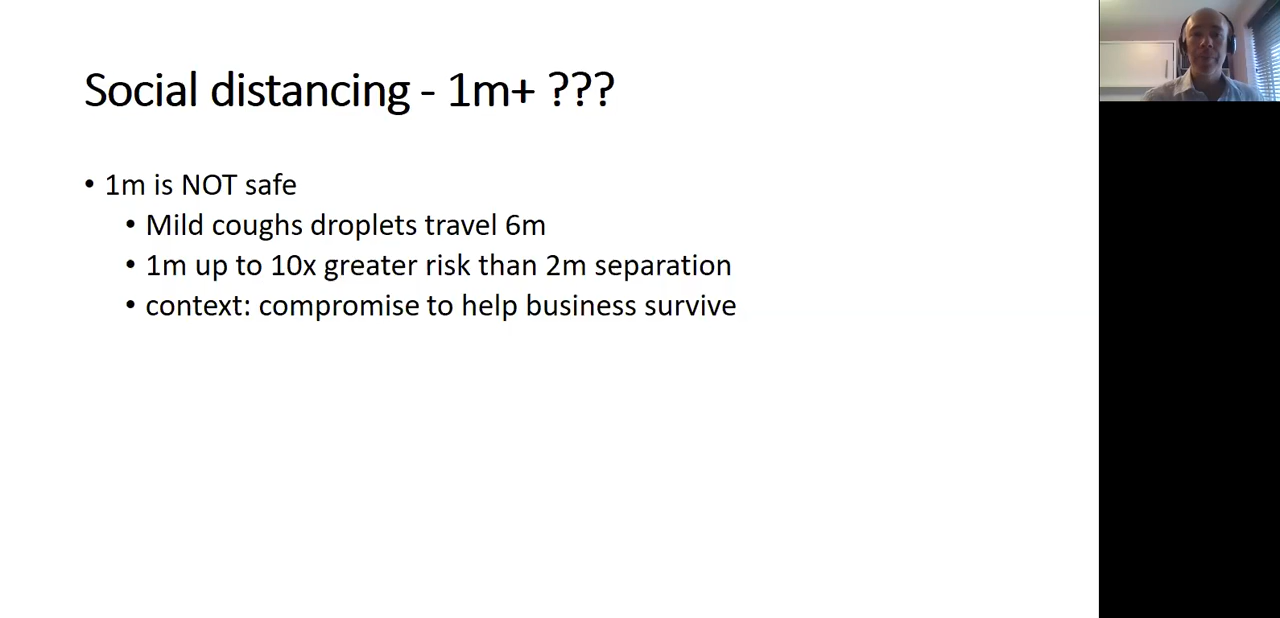 Social distancing - 1m+ ???
• 1m is NOT safe
• Mild coughs droplets travel 6m
• 1m up to 10x greater risk than 2m separation
• context: compromise to help business survive